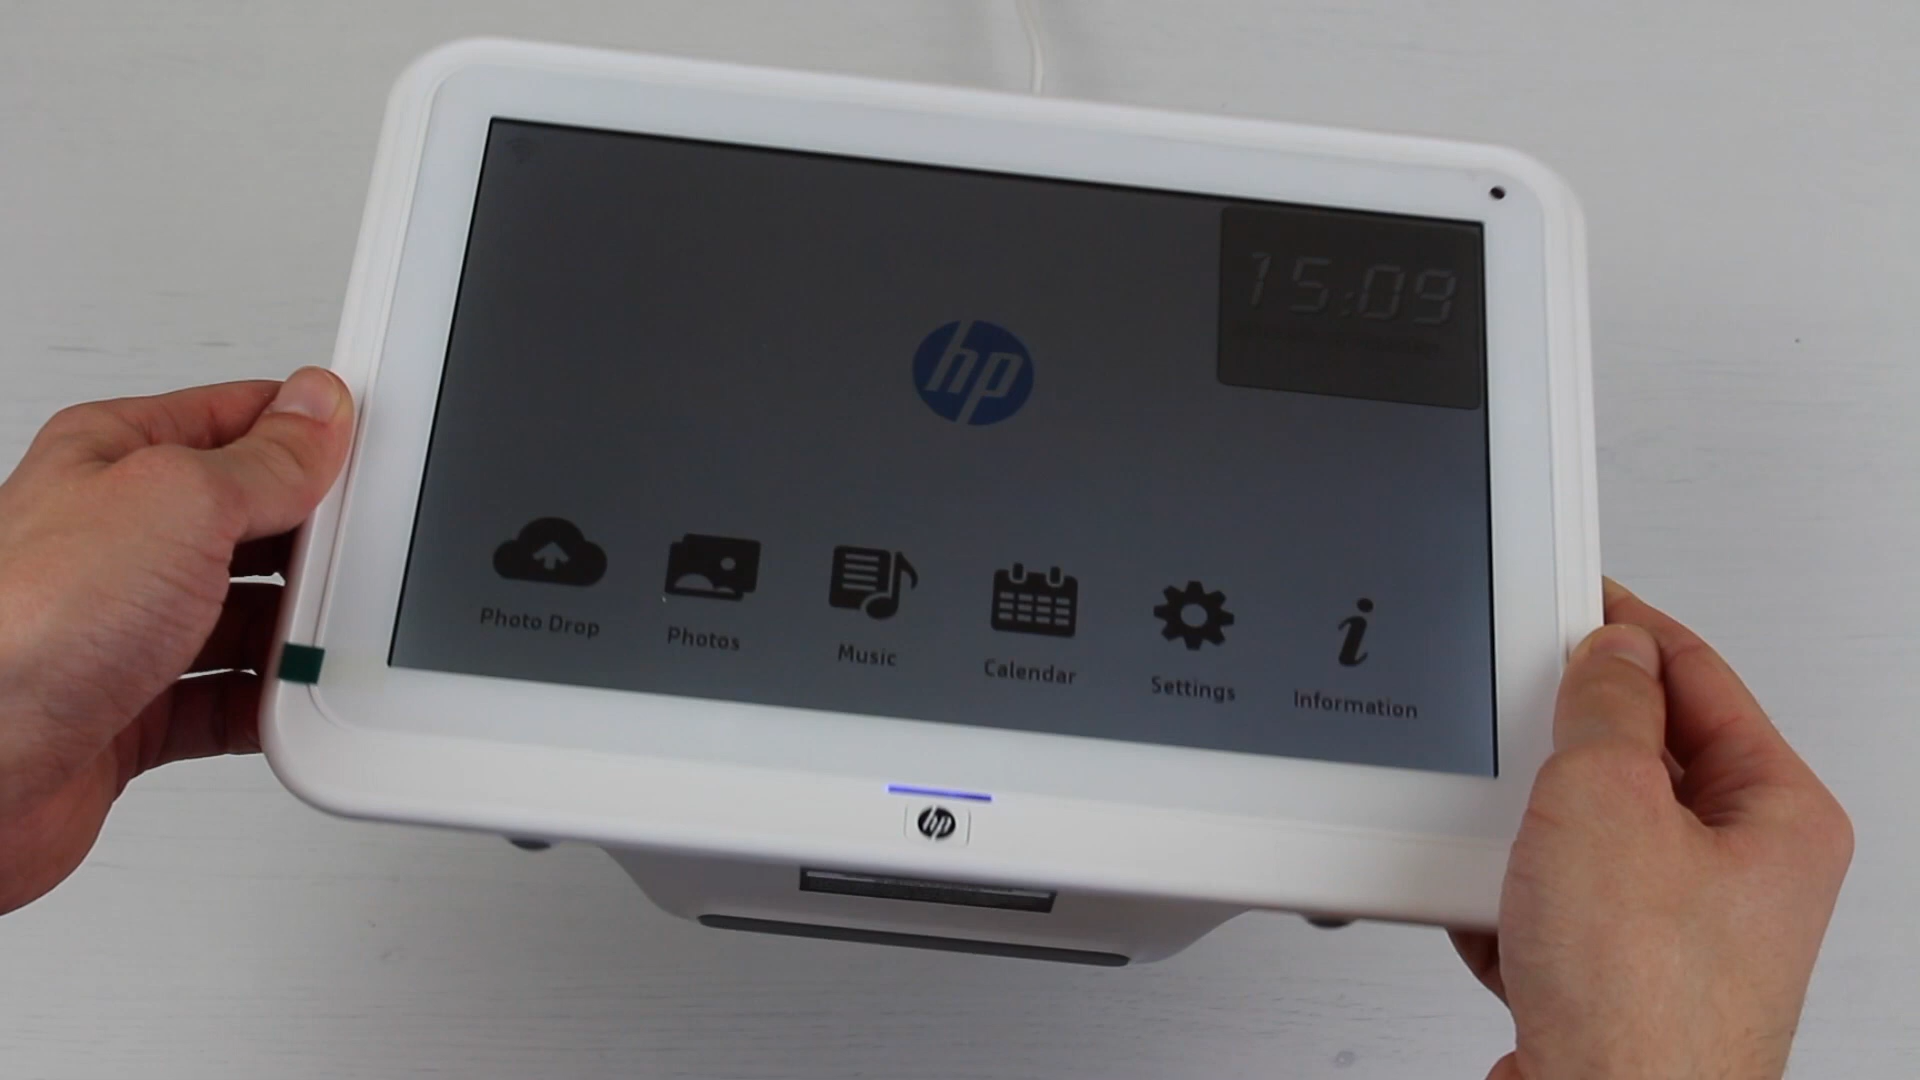 15:09
hp
Photo Drop
Photos
Music
Calendar
Settings
Information
hp